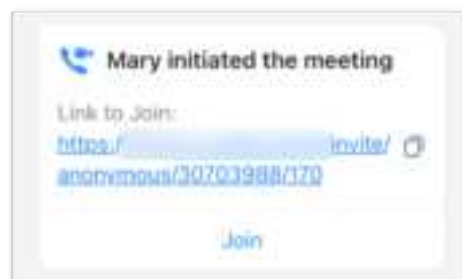 Mary initiated the meeting
Link to Join:
https:/ invite/
anonymous/30703988/170
Join